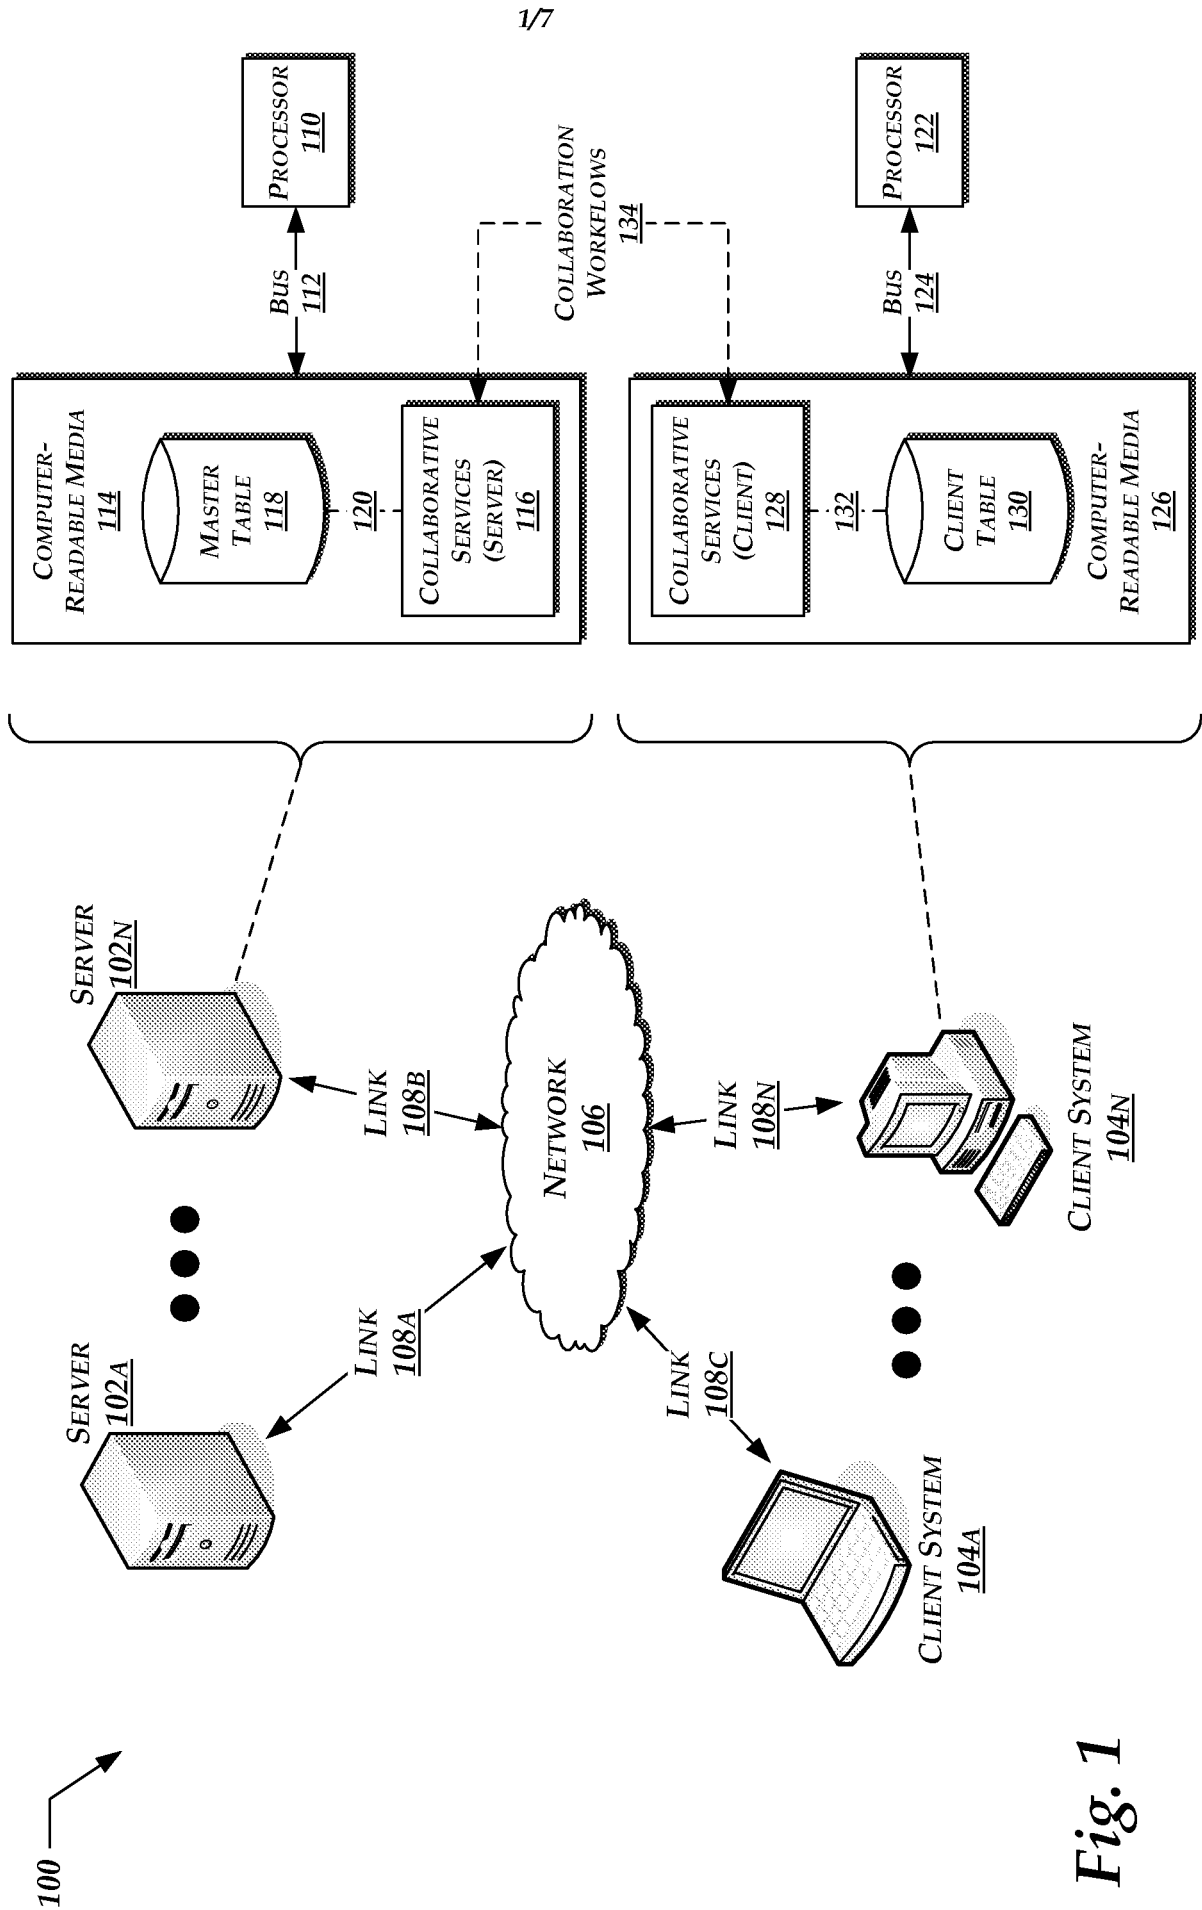 1/7
100
SERVER
102A
SERVER
102N
LINK
108A
LINK
108B
NETWORK
106
LINK
108C
LINK
108N
CLIENT SYSTEM
104A
CLIENT SYSTEM
104N
COMPUTER-
READABLE MEDIA
114
MASTER
TABLE
118
120
COLLABORATIVE
SERVICES
(SERVER)
116
BUS
112
PROCESSOR
110
COLLABORATION
WORKFLOWS
134
COLLABORATIVE
SERVICES
(CLIENT)
128
132
CLIENT
TABLE
130
COMPUTER-
READABLE MEDIA
126
BUS
124
PROCESSOR
122
Fig. 1